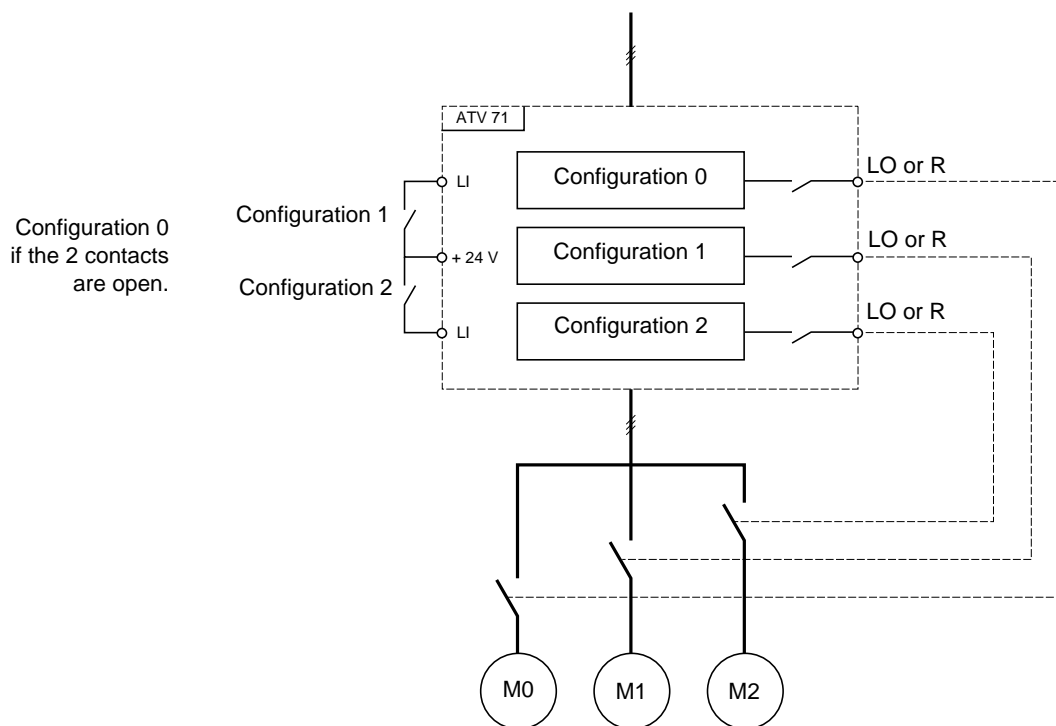 ATV 71
LI
Configuration 0
LO or R
Configuration 1
Configuration 0
if the 2 contacts
are open.
+ 24 V
Configuration 1
LO or R
Configuration 2
LI
Configuration 2
LO or R
M0
M1
M2